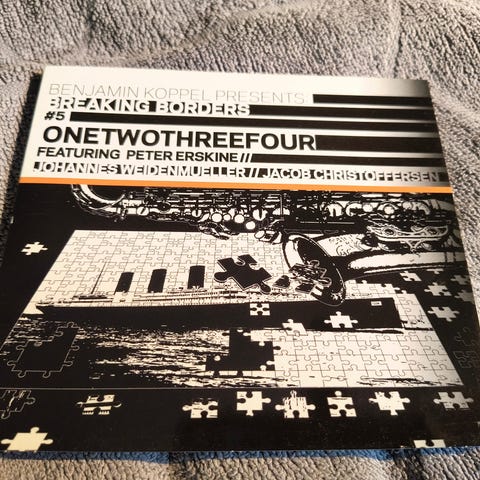 BENJAMIN KOPPEL PRESENTS
BREAKING BORDERS
#5
ONETWOTHREEFOUR
FEATURING PETER ERSKINE//
JOHANNES WEIDENMUELLER//JACOB CHRISTOFFERSEN